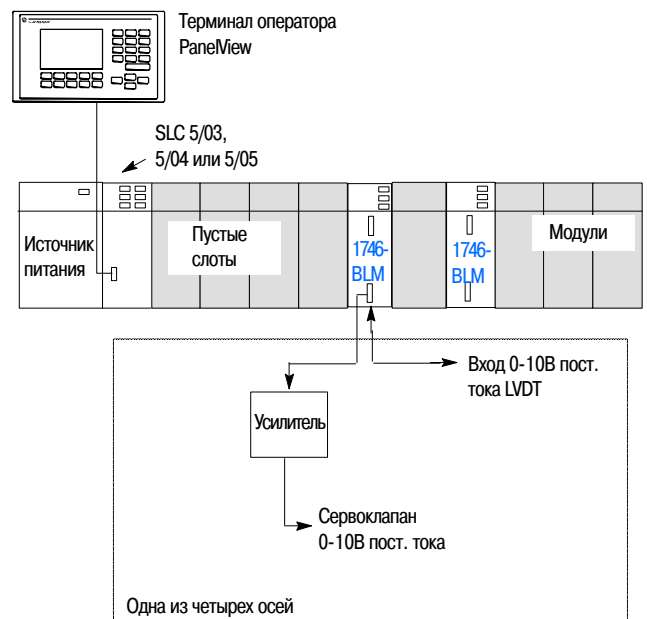 Терминал оператора
PanelView
SLC 5/03,
5/04 или 5/05
Источник
питания
Пустые
слоты
1746-
BLM
1746-
BLM
Модули
Вход 0-10В пост.
тока LVDT
Усилитель
Сервоклапан
0-10В пост. тока
Одна из четырех осей